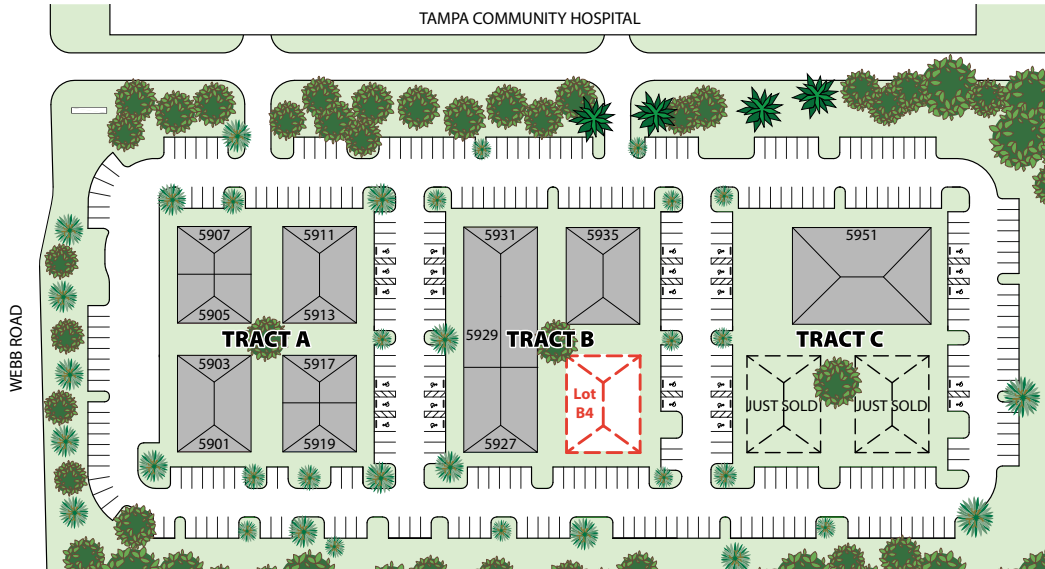 TAMPA COMMUNITY HOSPITAL
WEBB ROAD
5907
5911
5931
5935
5951
5905
5913
5929
TRACT A
TRACT B
TRACT C
5903
5917
Lot
B4
JUST SOLD
JUST SOLD
5901
5919
5927